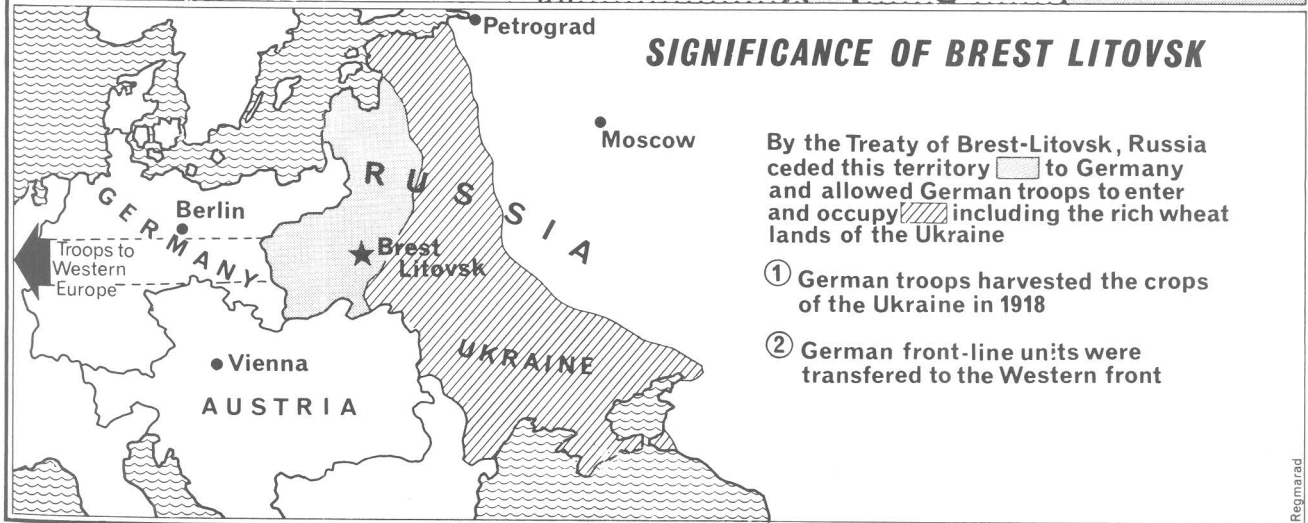 SIGNIFICANCE OF BREST LITOVSK
Petrograd
Moscow
RUSSIA
GERMANY
Berlin
Brest
Litovsk
Troops to
Western
Europe
UKRAINE
Vienna
AUSTRIA
By the Treaty of Brest-Litovsk, Russia
ceded this territory to Germany
and allowed German troops to enter
and occupy including the rich wheat
lands of the Ukraine
1 German troops harvested the crops
of the Ukraine in 1918
2 German front-line units were
transfered to the Western front
Regmarad